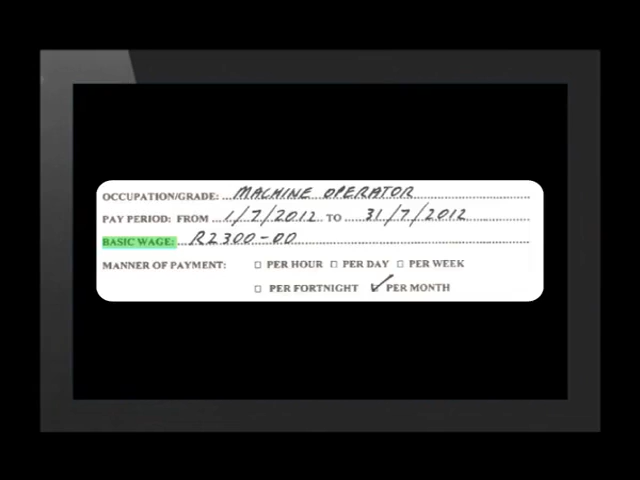 OCCUPATION/GRADE: MACHINE OPERATOR
PAY PERIOD: FROM 1/7/2012 TO 31/7/2012
BASIC WAGE: R2300-00
MANNER OF PAYMENT: ☐ PER HOUR ☐ PER DAY ☐ PER WEEK
☐ PER FORTNIGHT ☑ PER MONTH